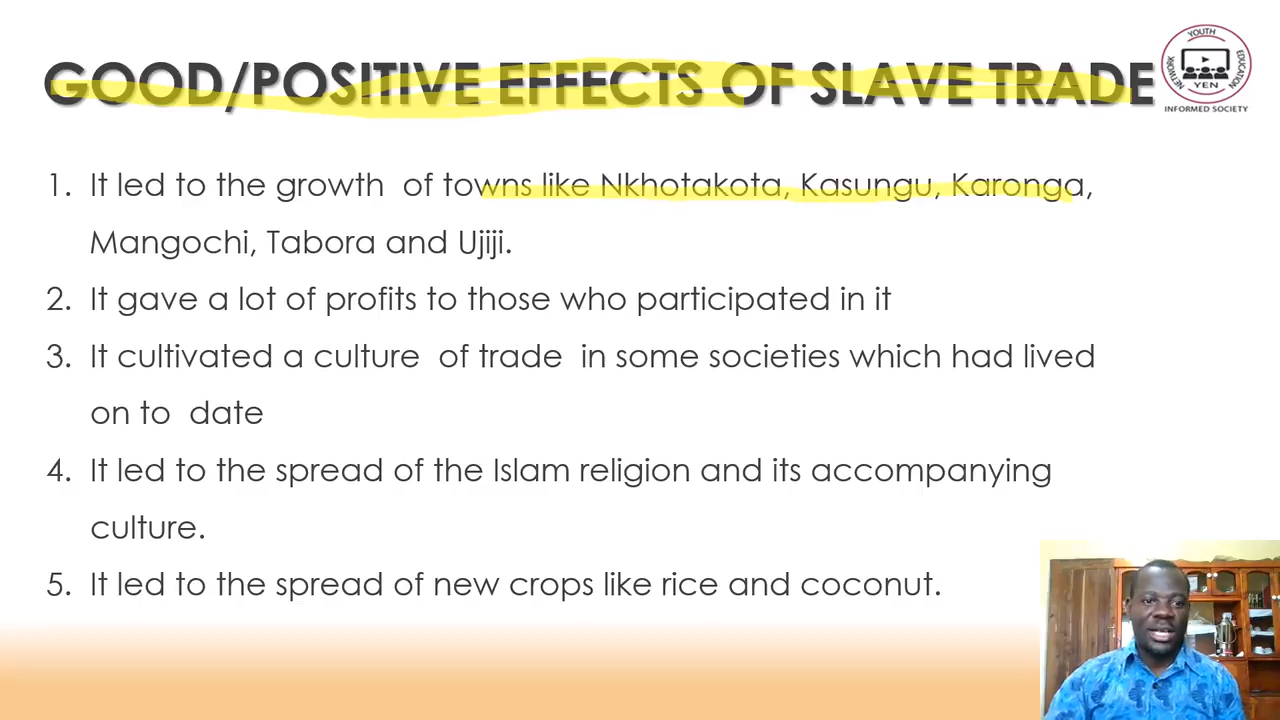 GOOD/POSITIVE EFFECTS OF SLAVE TRADE
YOUTH
EDUCATION
NETWORK
YEN
INFORMED SOCIETY
1. It led to the growth of towns like Nkhotakota, Kasungu, Karonga,
Mangochi, Tabora and Ujiji.
2. It gave a lot of profits to those who participated in it
3. It cultivated a culture of trade in some societies which had lived
on to date
4. It led to the spread of the Islam religion and its accompanying
culture.
5. It led to the spread of new crops like rice and coconut.